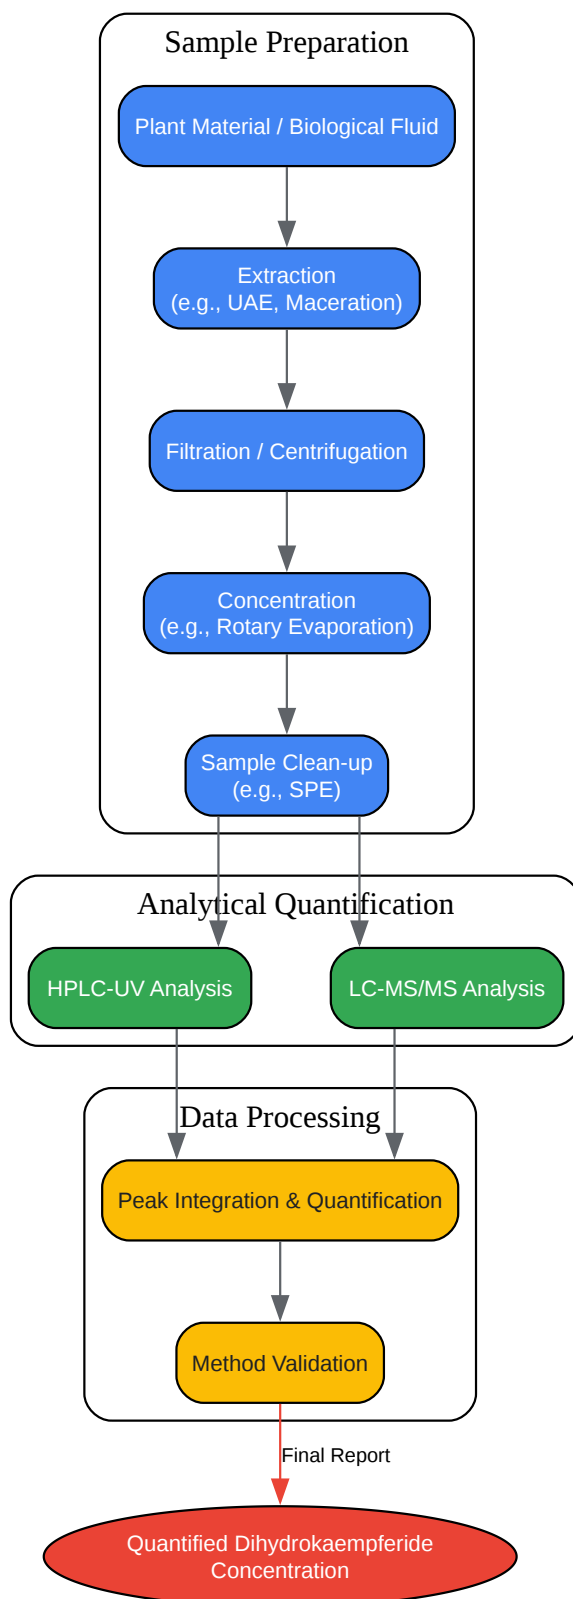 Sample Preparation
Plant Material / Biological Fluid
Extraction
(e.g., UAE, Maceration)
Filtration / Centrifugation
Concentration
(e.g., Rotary Evaporation)
Sample Clean-up
(e.g., SPE)
Analytical Quantification
HPLC-UV Analysis
LC-MS/MS Analysis
Data Processing
Peak Integration & Quantification
Method Validation
Final Report
Quantified Dihydrokaempferide
Concentration